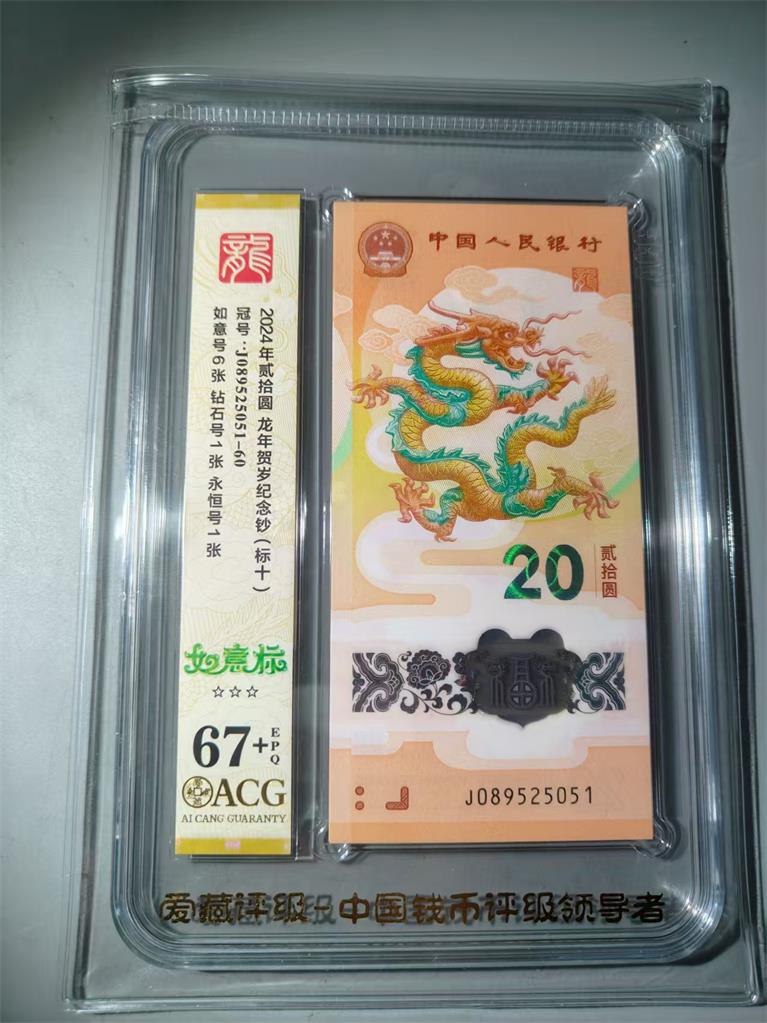 龍
2024年贰拾圆 龙年贺岁纪念钞(标十)
冠号:J089525051-60
如意号6张 钻石号1张 永恒号1张
如意标
☆☆☆
67+EPQ
ACG
AI CANG GUARANTY
中国人民银行
龍
20
贰拾圆
J089525051
爱藏评级-中国钱币评级领导者